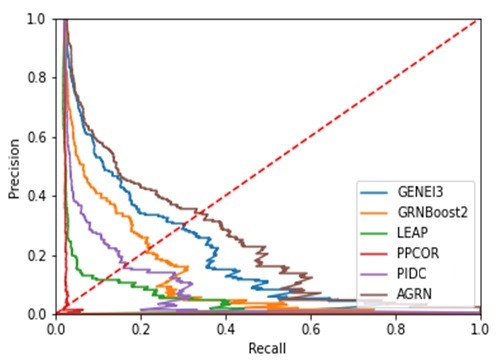 Precision
1.0
0.8
0.6
0.4
0.2
0.0
GENEI3
GRNBoost2
LEAP
PPCOR
PIDC
AGRN
0.0 0.2 0.4 0.6 0.8 1.0
Recall